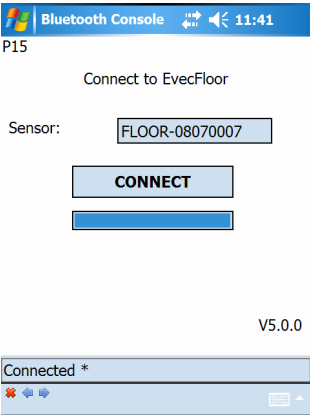 Bluetooth Console 11:41
P15
Connect to EvecFloor
Sensor: FLOOR-08070007
CONNECT
V5.0.0
Connected *